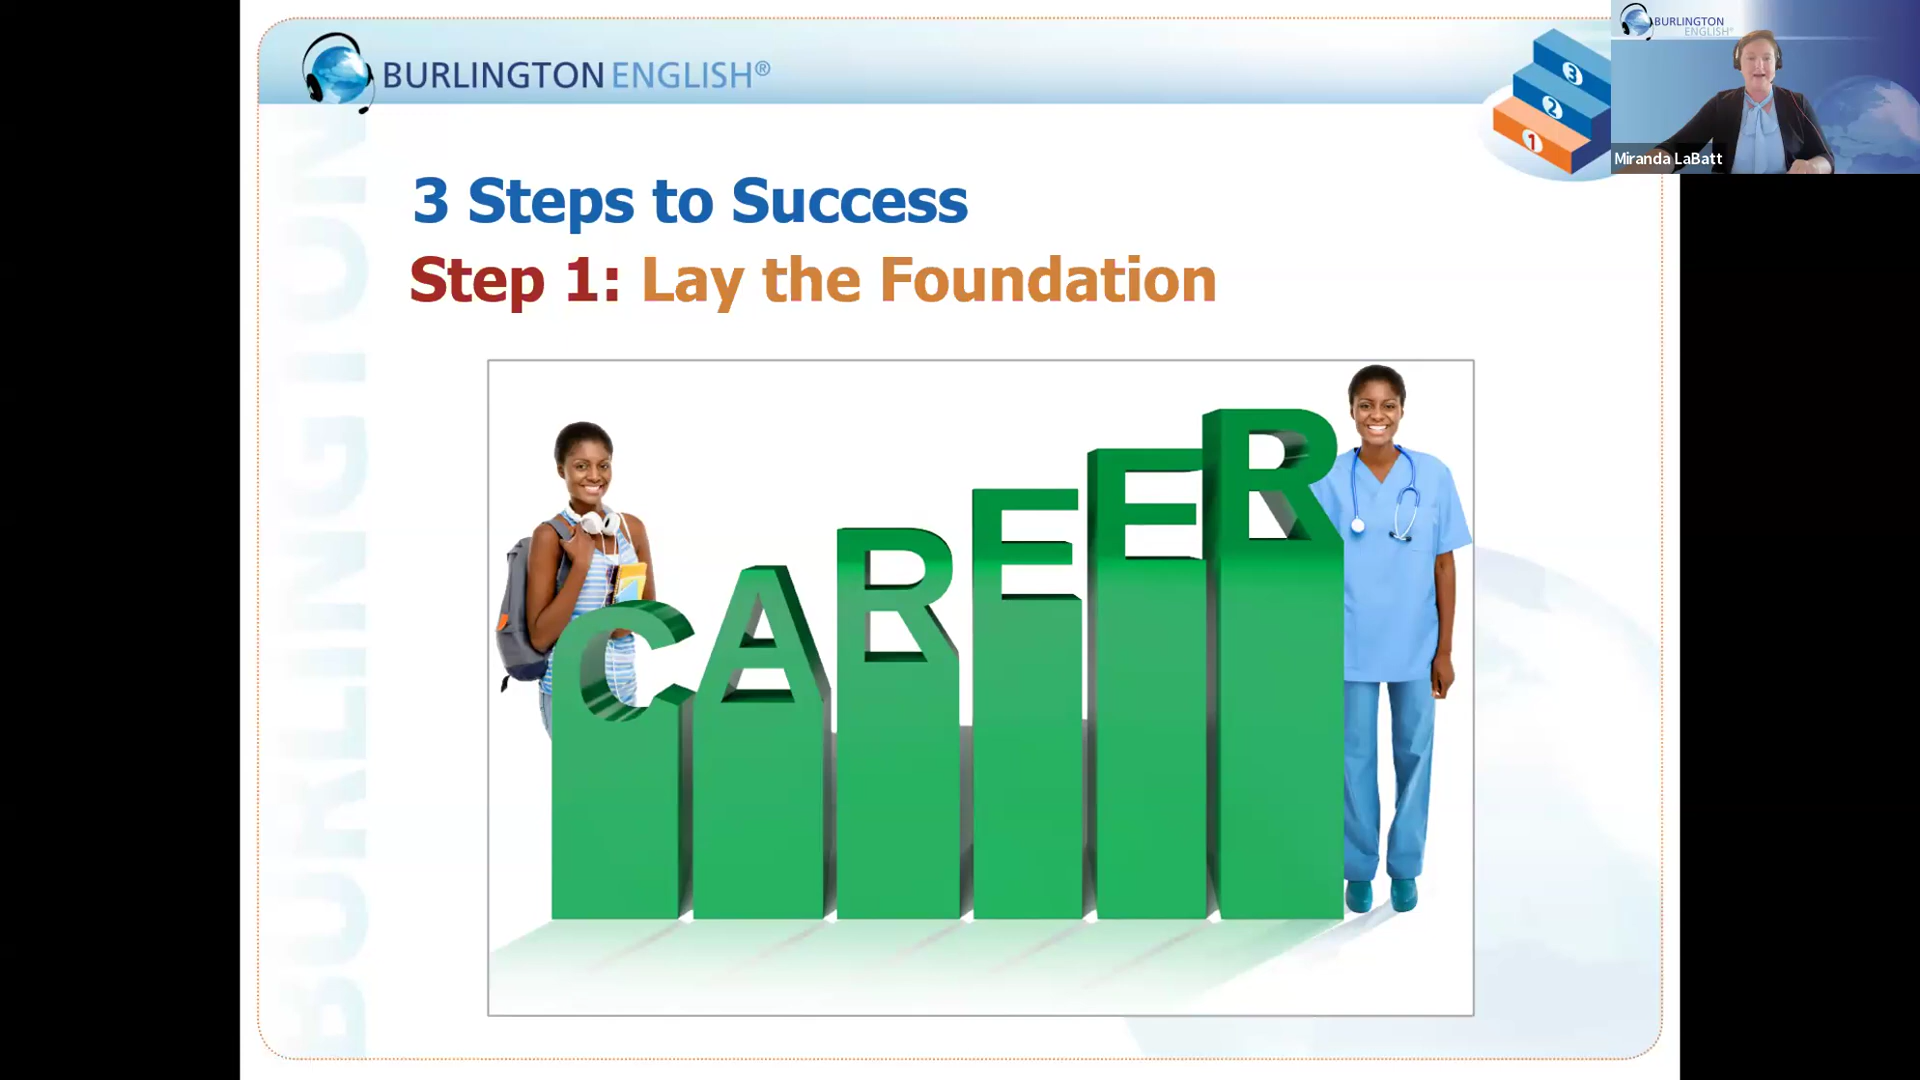 BURLINGTON ENGLISH®
3
2
1
BURLINGTON
ENGLISH®
Miranda LaBatt
3 Steps to Success
Step 1: Lay the Foundation
CAREER
BURLINGTON